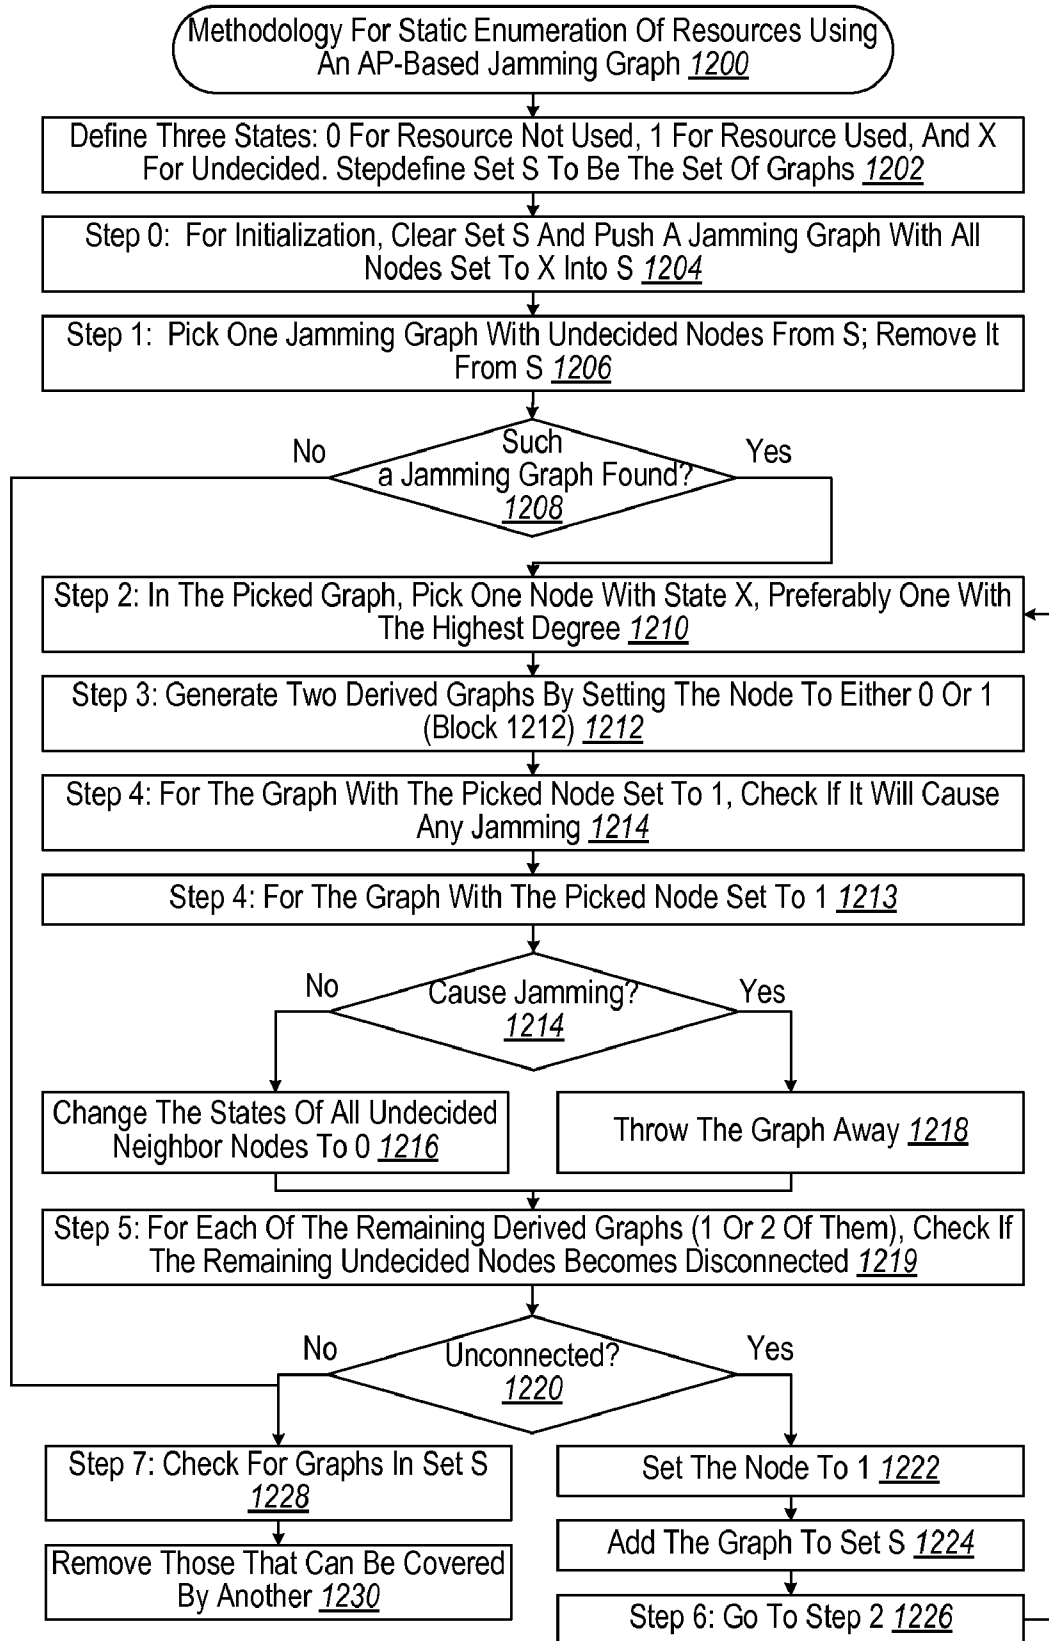 Methodology For Static Enumeration Of Resources Using
An AP-Based Jamming Graph 1200
Define Three States: 0 For Resource Not Used, 1 For Resource Used, And X
For Undecided. Stepdefine Set S To Be The Set Of Graphs 1202
Step 0: For Initialization, Clear Set S And Push A Jamming Graph With All
Nodes Set To X Into S 1204
Step 1: Pick One Jamming Graph With Undecided Nodes From S; Remove It
From S 1206
No
Such
a Jamming Graph Found?
1208
Yes
Step 2: In The Picked Graph, Pick One Node With State X, Preferably One With
The Highest Degree 1210
Step 3: Generate Two Derived Graphs By Setting The Node To Either 0 Or 1
(Block 1212) 1212
Step 4: For The Graph With The Picked Node Set To 1, Check If It Will Cause
Any Jamming 1214
Step 4: For The Graph With The Picked Node Set To 1 1213
No
Cause Jamming?
1214
Yes
Change The States Of All Undecided
Neighbor Nodes To 0 1216
Throw The Graph Away 1218
Step 5: For Each Of The Remaining Derived Graphs (1 Or 2 Of Them), Check If
The Remaining Undecided Nodes Becomes Disconnected 1219
No
Unconnected?
1220
Yes
Step 7: Check For Graphs In Set S
1228
Remove Those That Can Be Covered
By Another 1230
Set The Node To 1 1222
Add The Graph To Set S 1224
Step 6: Go To Step 2 1226